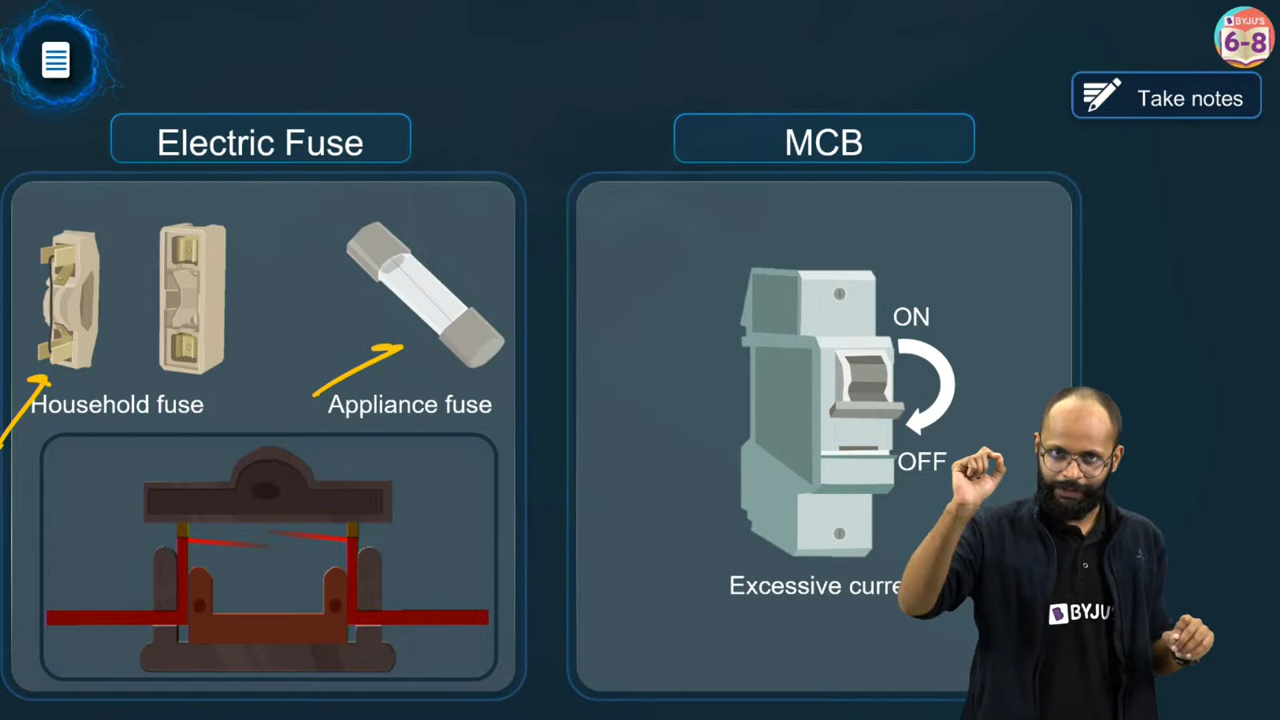 BYJU'S
6-8
Take notes
Electric Fuse
MCB
Household fuse
Appliance fuse
ON
OFF
Excessive curre
BYJU'S